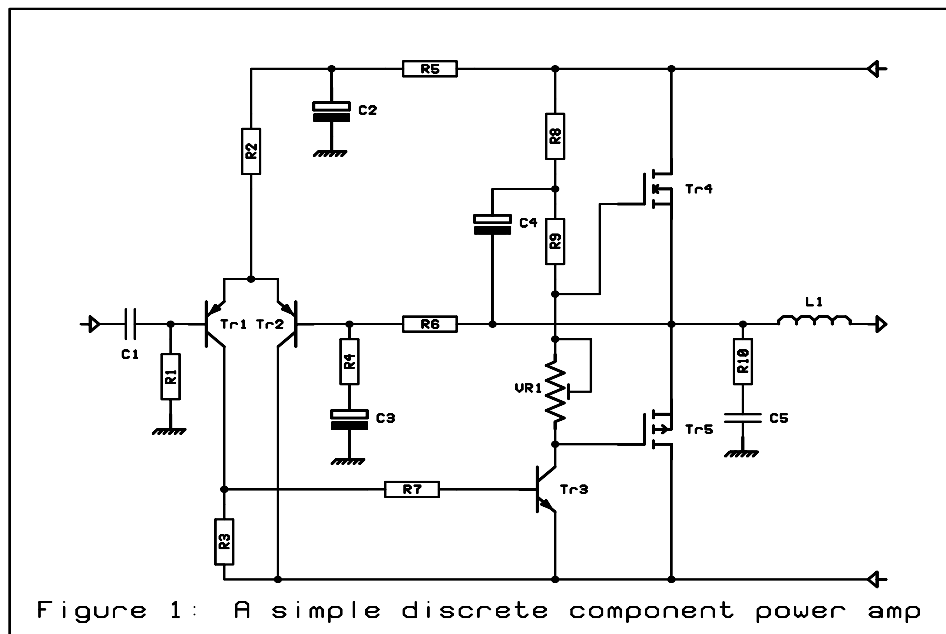 R5
C2
R2
R8
Tr4
C4
R9
L1
Tr1 Tr2
R6
C1
R1
R4
R10
VR1
C3
C5
Tr5
Tr3
R7
R3
Figure 1: A simple discrete component power amp